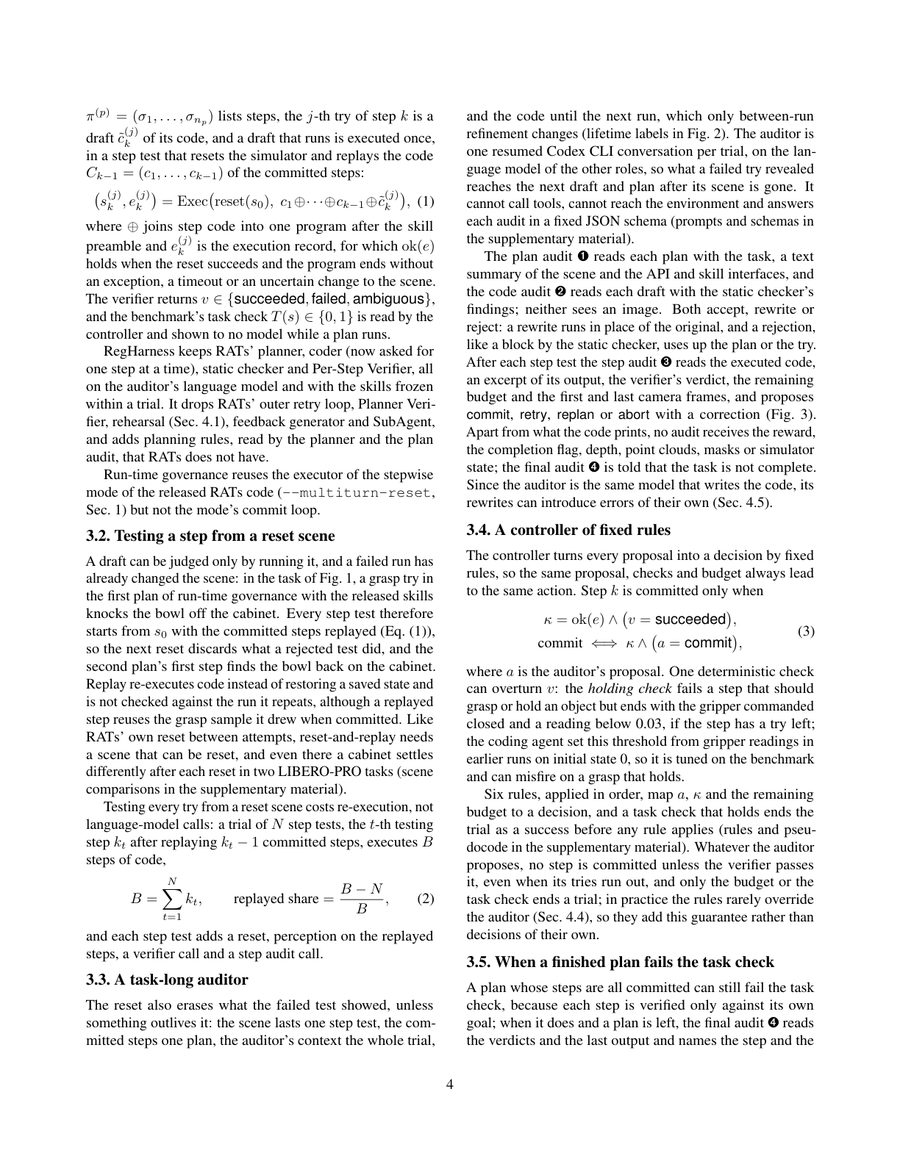 π(p) = (σ1, . . . , σnp) lists steps, the j-th try of step k is a
draft c̃k(j) of its code, and a draft that runs is executed once,
in a step test that resets the simulator and replays the code
Ck−1 = (c1, . . . , ck−1) of the committed steps:
(sk(j), ek(j)) = Exec(reset(s0), c1⊕· · ·⊕ck−1⊕c̃k(j)), (1)
where ⊕ joins step code into one program after the skill
preamble and ek(j) is the execution record, for which ok(e)
holds when the reset succeeds and the program ends without
an exception, a timeout or an uncertain change to the scene.
The verifier returns v ∈ {succeeded, failed, ambiguous},
and the benchmark's task check T(s) ∈ {0, 1} is read by the
controller and shown to no model while a plan runs.
RegHarness keeps RATs' planner, coder (now asked for
one step at a time), static checker and Per-Step Verifier, all
on the auditor's language model and with the skills frozen
within a trial. It drops RATs' outer retry loop, Planner Veri-
fier, rehearsal (Sec. 4.1), feedback generator and SubAgent,
and adds planning rules, read by the planner and the plan
audit, that RATs does not have.
Run-time governance reuses the executor of the stepwise
mode of the released RATs code (--multiturn-reset,
Sec. 1) but not the mode's commit loop.
3.2. Testing a step from a reset scene
A draft can be judged only by running it, and a failed run has
already changed the scene: in the task of Fig. 1, a grasp try in
the first plan of run-time governance with the released skills
knocks the bowl off the cabinet. Every step test therefore
starts from s0 with the committed steps replayed (Eq. (1)),
so the next reset discards what a rejected test did, and the
second plan's first step finds the bowl back on the cabinet.
Replay re-executes code instead of restoring a saved state and
is not checked against the run it repeats, although a replayed
step reuses the grasp sample it drew when committed. Like
RATs' own reset between attempts, reset-and-replay needs
a scene that can be reset, and even there a cabinet settles
differently after each reset in two LIBERO-PRO tasks (scene
comparisons in the supplementary material).
Testing every try from a reset scene costs re-execution, not
language-model calls: a trial of N step tests, the t-th testing
step kt after replaying kt − 1 committed steps, executes B
steps of code,
B = ∑t=1N kt, replayed share = (B − N)/B, (2)
and each step test adds a reset, perception on the replayed
steps, a verifier call and a step audit call.
3.3. A task-long auditor
The reset also erases what the failed test showed, unless
something outlives it: the scene lasts one step test, the com-
mitted steps one plan, the auditor's context the whole trial,
and the code until the next run, which only between-run
refinement changes (lifetime labels in Fig. 2). The auditor is
one resumed Codex CLI conversation per trial, on the lan-
guage model of the other roles, so what a failed try revealed
reaches the next draft and plan after its scene is gone. It
cannot call tools, cannot reach the environment and answers
each audit in a fixed JSON schema (prompts and schemas in
the supplementary material).
The plan audit ❶ reads each plan with the task, a text
summary of the scene and the API and skill interfaces, and
the code audit ❷ reads each draft with the static checker's
findings; neither sees an image. Both accept, rewrite or
reject: a rewrite runs in place of the original, and a rejection,
like a block by the static checker, uses up the plan or the try.
After each step test the step audit ❸ reads the executed code,
an excerpt of its output, the verifier's verdict, the remaining
budget and the first and last camera frames, and proposes
commit, retry, replan or abort with a correction (Fig. 3).
Apart from what the code prints, no audit receives the reward,
the completion flag, depth, point clouds, masks or simulator
state; the final audit ❹ is told that the task is not complete.
Since the auditor is the same model that writes the code, its
rewrites can introduce errors of their own (Sec. 4.5).
3.4. A controller of fixed rules
The controller turns every proposal into a decision by fixed
rules, so the same proposal, checks and budget always lead
to the same action. Step k is committed only when
κ = ok(e) ∧ (v = succeeded),
commit ⟺ κ ∧ (a = commit), (3)
where a is the auditor's proposal. One deterministic check
can overturn v: the holding check fails a step that should
grasp or hold an object but ends with the gripper commanded
closed and a reading below 0.03, if the step has a try left;
the coding agent set this threshold from gripper readings in
earlier runs on initial state 0, so it is tuned on the benchmark
and can misfire on a grasp that holds.
Six rules, applied in order, map a, κ and the remaining
budget to a decision, and a task check that holds ends the
trial as a success before any rule applies (rules and pseu-
docode in the supplementary material). Whatever the auditor
proposes, no step is committed unless the verifier passes
it, even when its tries run out, and only the budget or the
task check ends a trial; in practice the rules rarely override
the auditor (Sec. 4.4), so they add this guarantee rather than
decisions of their own.
3.5. When a finished plan fails the task check
A plan whose steps are all committed can still fail the task
check, because each step is verified only against its own
goal; when it does and a plan is left, the final audit ❹ reads
the verdicts and the last output and names the step and the
4